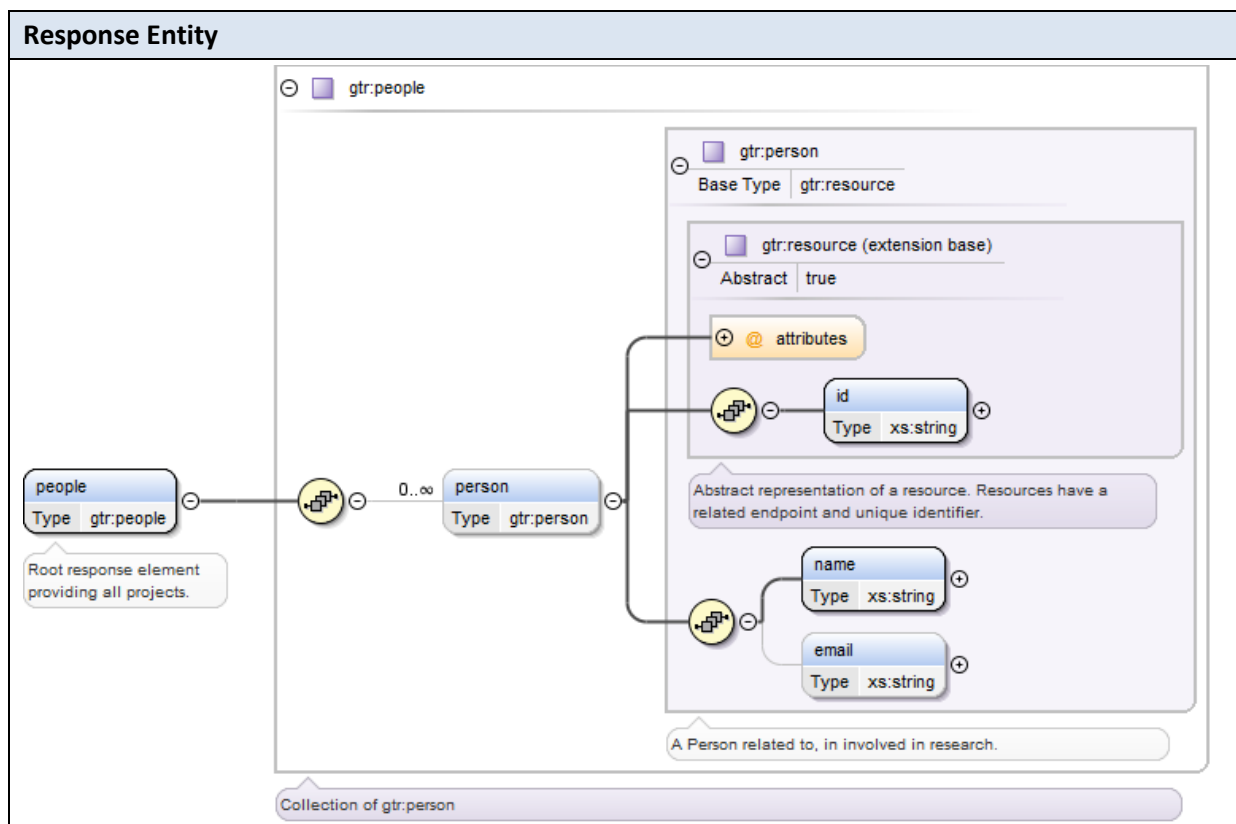 Response Entity
gtr:people
gtr:person
Base Type gtr:resource
gtr:resource (extension base)
Abstract true
@ attributes
id
Type xs:string
people
Type gtr:people
0..∞
person
Type gtr:person
Abstract representation of a resource. Resources have a
related endpoint and unique identifier.
Root response element
providing all projects.
name
Type xs:string
email
Type xs:string
A Person related to, in involved in research.
Collection of gtr:person